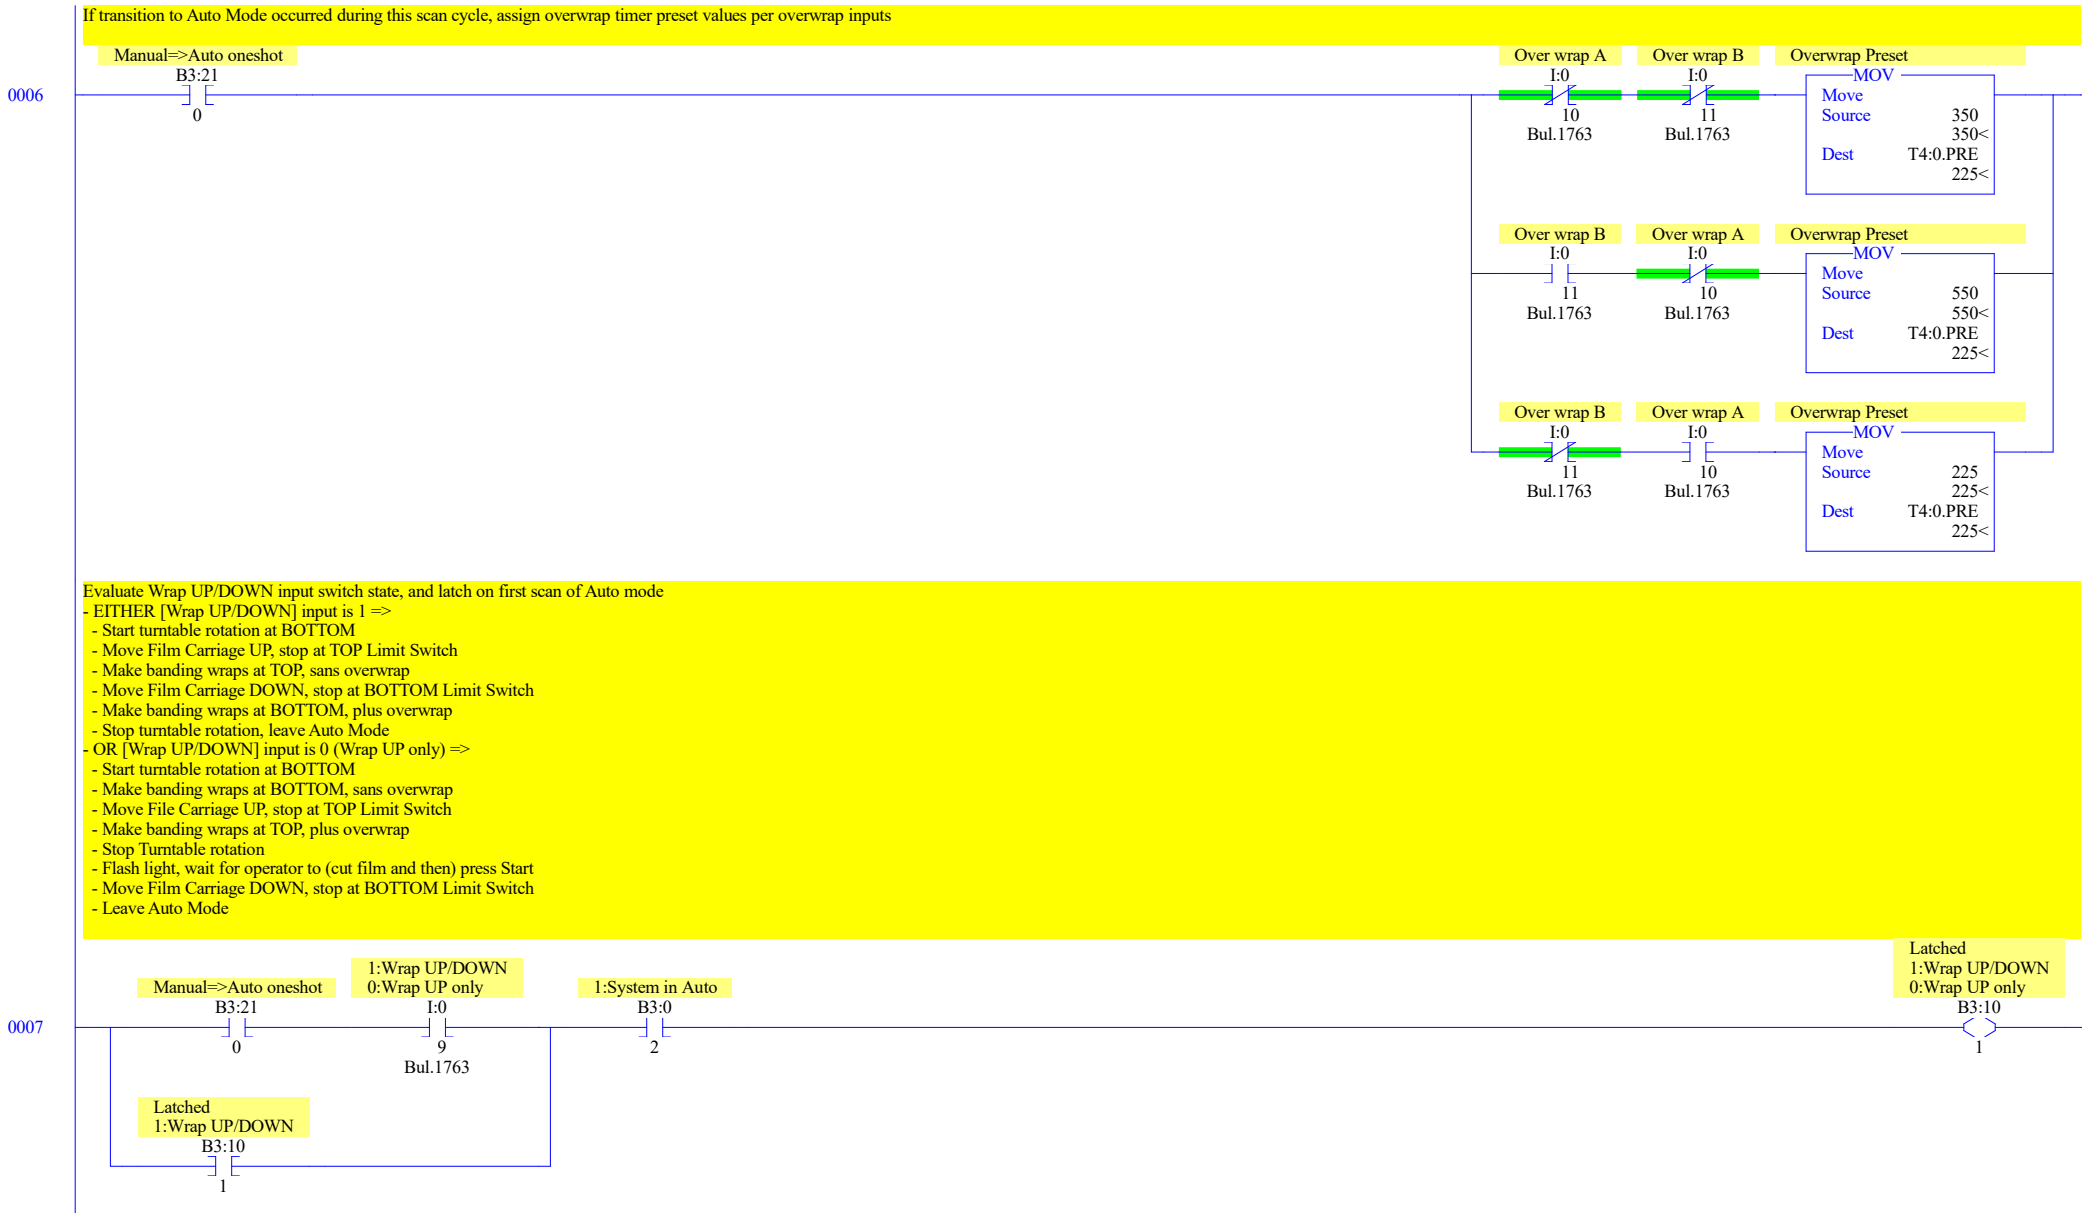 If transition to Auto Mode occurred during this scan cycle, assign overwrap timer preset values per overwrap inputs
Manual=>Auto oneshot
B3:21
0006
0
Over wrap A
I:0
10
Bul.1763
Over wrap B
I:0
11
Bul.1763
Overwrap Preset
MOV
Move
Source 350
350<
Dest T4:0.PRE
225<
Over wrap B
I:0
11
Bul.1763
Over wrap A
I:0
10
Bul.1763
Overwrap Preset
MOV
Move
Source 550
550<
Dest T4:0.PRE
225<
Over wrap B
I:0
11
Bul.1763
Over wrap A
I:0
10
Bul.1763
Overwrap Preset
MOV
Move
Source 225
225<
Dest T4:0.PRE
225<
Evaluate Wrap UP/DOWN input switch state, and latch on first scan of Auto mode
- EITHER [Wrap UP/DOWN] input is 1 =>
- Start turntable rotation at BOTTOM
- Move Film Carriage UP, stop at TOP Limit Switch
- Make banding wraps at TOP, sans overwrap
- Move Film Carriage DOWN, stop at BOTTOM Limit Switch
- Make banding wraps at BOTTOM, plus overwrap
- Stop turntable rotation, leave Auto Mode
- OR [Wrap UP/DOWN] input is 0 (Wrap UP only) =>
- Start turntable rotation at BOTTOM
- Make banding wraps at BOTTOM, sans overwrap
- Move File Carriage UP, stop at TOP Limit Switch
- Make banding wraps at TOP, plus overwrap
- Stop Turntable rotation
- Flash light, wait for operator to (cut film and then) press Start
- Move Film Carriage DOWN, stop at BOTTOM Limit Switch
- Leave Auto Mode
0007
Manual=>Auto oneshot
B3:21
0
1:Wrap UP/DOWN
0:Wrap UP only
I:0
9
Bul.1763
1:System in Auto
B3:0
2
Latched
1:Wrap UP/DOWN
0:Wrap UP only
B3:10
1
Latched
1:Wrap UP/DOWN
B3:10
1